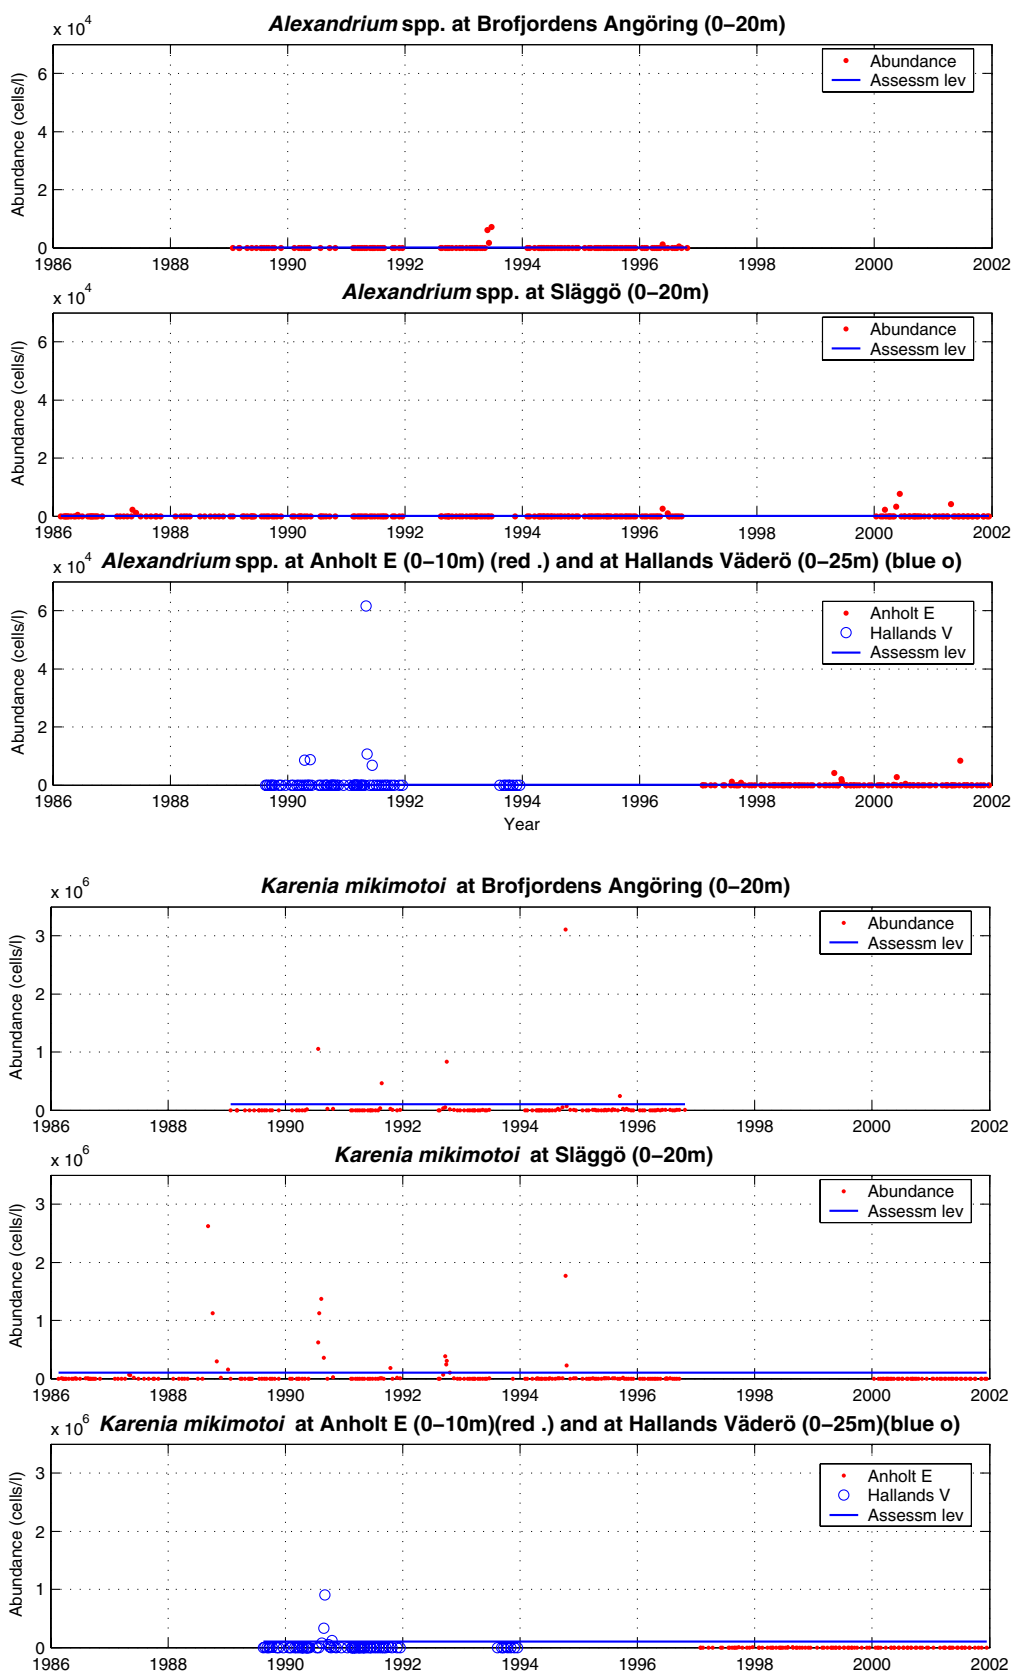 x 10^4
Alexandrium spp. at Brofjordens Angöring (0−20m)
Abundance (cells/l)
6
4
2
0
Abundance
Assessm lev
1986 1988 1990 1992 1994 1996 1998 2000 2002
x 10^4
Alexandrium spp. at Släggö (0−20m)
Abundance (cells/l)
6
4
2
0
Abundance
Assessm lev
1986 1988 1990 1992 1994 1996 1998 2000 2002
x 10^4
Alexandrium spp. at Anholt E (0−10m) (red .) and at Hallands Väderö (0−25m) (blue o)
Abundance (cells/l)
6
4
2
0
Anholt E
Hallands V
Assessm lev
1986 1988 1990 1992 1994 1996 1998 2000 2002
Year
x 10^6
Karenia mikimotoi at Brofjordens Angöring (0−20m)
Abundance (cells/l)
3
2
1
0
Abundance
Assessm lev
1986 1988 1990 1992 1994 1996 1998 2000 2002
x 10^6
Karenia mikimotoi at Släggö (0−20m)
Abundance (cells/l)
3
2
1
0
Abundance
Assessm lev
1986 1988 1990 1992 1994 1996 1998 2000 2002
x 10^6
Karenia mikimotoi at Anholt E (0−10m)(red .) and at Hallands Väderö (0−25m)(blue o)
Abundance (cells/l)
3
2
1
0
Anholt E
Hallands V
Assessm lev
1986 1988 1990 1992 1994 1996 1998 2000 2002